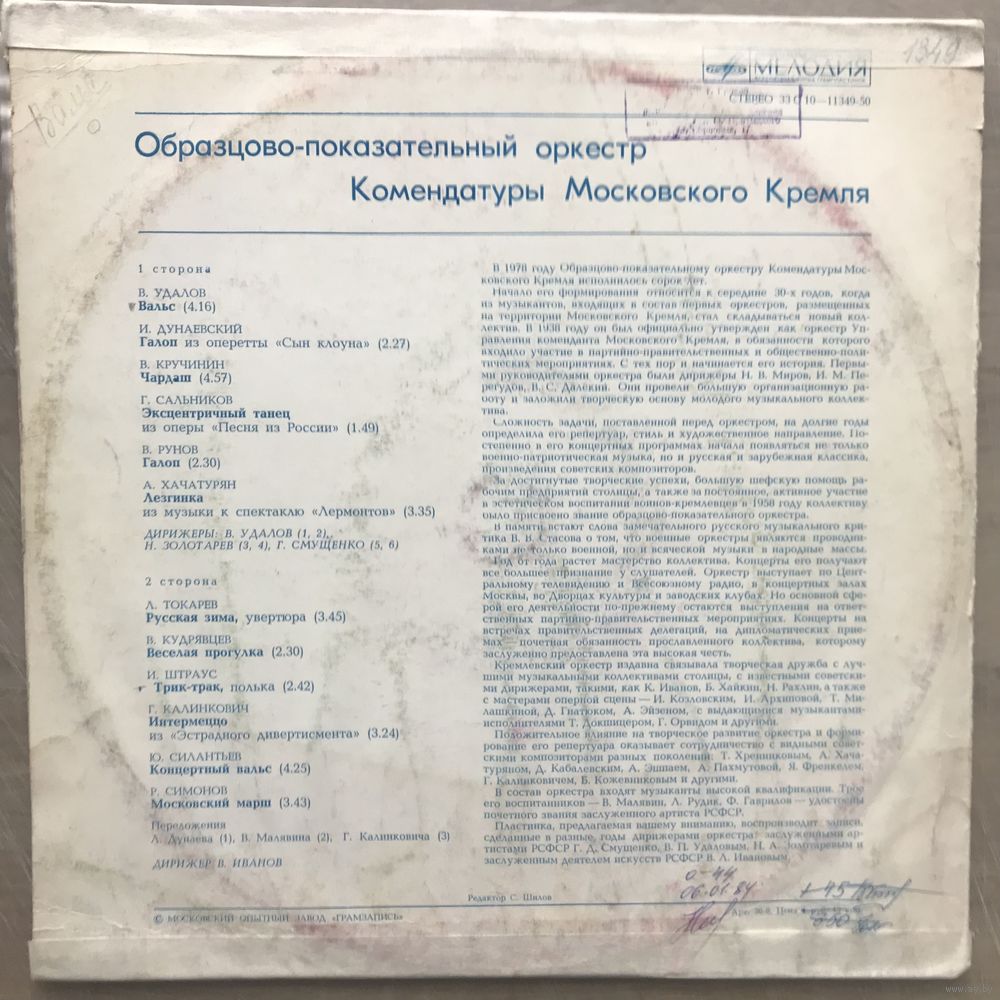 1349
МЕЛОДИЯ
СТЕРЕО 33 С 10—11349-50
Образцово-показательный оркестр
Комендатуры Московского Кремля
1 сторона
В. УДАЛОВ
Вальс (4.16)
И. ДУНАЕВСКИЙ
Галоп из оперетты «Сын клоуна» (2.27)
В. КРУЧИНИН
Чардаш (4.57)
Г. САЛЬНИКОВ
Эксцентричный танец
из оперы «Песня из России» (1.49)
В. РУНОВ
Галоп (2.30)
А. ХАЧАТУРЯН
Лезгинка
из музыки к спектаклю «Лермонтов» (3.35)
ДИРИЖЕРЫ: В. УДАЛОВ (1, 2),
Н. ЗОЛОТАРЕВ (3, 4), Г. СМУЩЕНКО (5, 6)
2 сторона
Л. ТОКАРЕВ
Русская зима, увертюра (3.45)
В. КУДРЯВЦЕВ
Веселая прогулка (2.30)
И. ШТРАУС
Трик-трак, полька (2.42)
Г. КАЛИНКОВИЧ
Интермеццо
из «Эстрадного дивертисмента» (3.24)
Ю. СИЛАНТЬЕВ
Концертный вальс (4.25)
Р. СИМОНОВ
Московский марш (3.43)
Переложения
Л. Дунаева (1), В. Малявина (2), Г. Калинковича (3)
ДИРИЖЕР В. ИВАНОВ
В 1978 году Образцово-показательному оркестру Комендатуры Мос-
ковского Кремля исполнилось сорок лет.
Начало его формирования относится к середине 30-х годов, когда
из музыкантов, входящих в состав первых оркестров, размещенных
на территории Московского Кремля, стал складываться новый кол-
лектив. В 1938 году он был официально утвержден как оркестр Уп-
равления коменданта Московского Кремля, в обязанности которого
входило участие в партийно-правительственных и общественно-поли-
тических мероприятиях. С тех пор и начинается его история. Первы-
ми руководителями оркестра были дирижёры Н. В. Миров, И. М. Пе-
регудов, В. С. Далёкий. Они провели большую организационную ра-
боту и заложили творческую основу молодого музыкального коллек-
тива.
Сложность задачи, поставленной перед оркестром, на долгие годы
определила его репертуар, стиль и художественное направление. По-
степенно в его концертных программах начала появляться не только
военно-патриотическая музыка, но и русская и зарубежная классика,
произведения советских композиторов.
За достигнутые творческие успехи, большую шефскую помощь ра-
бочим предприятий столицы, а также за постоянное, активное участие
в эстетическом воспитании воинов-кремлевцев в 1958 году коллективу
было присвоено звание образцово-показательного оркестра.
В памяти встают слова замечательного русского музыкального кри-
тика В. В. Стасова о том, что военные оркестры являются проводни-
ками не только военной, но и всяческой музыки в народные массы.
Год от года растет мастерство коллектива. Концерты его получают
все большее признание у слушателей. Оркестр выступает по Цент-
ральному телевидению и Всесоюзному радио, в концертных залах
Москвы, во Дворцах культуры и заводских клубах. Но основной сфе-
рой его деятельности по-прежнему остаются выступления на ответ-
ственных партийно-правительственных мероприятиях. Концерты на
встречах правительственных делегаций, на дипломатических прие-
мах — почетная обязанность прославленного коллектива, которому
заслуженно предоставлена эта высокая честь.
Кремлевский оркестр издавна связывала творческая дружба с луч-
шими музыкальными коллективами столицы, с известными советски-
ми дирижерами, такими, как К. Иванов, Б. Хайкин, Н. Рахлин, а также
с мастерами оперной сцены — И. Козловским, И. Архиповой, Т. Ми-
лашкиной, Д. Гнатюком, А. Эйзеном, с выдающимися музыкантами-
исполнителями Т. Докшицером, Г. Орвидом и другими.
Положительное влияние на творческое развитие оркестра и форми-
рование его репертуара оказывает сотрудничество с видными совет-
скими композиторами разных поколений: Т. Хренниковым, А. Хача-
туряном, Д. Кабалевским, А. Эшпаем, А. Пахмутовой, Я. Френкелем,
Г. Калинковичем, Б. Кожевниковым и другими.
В состав оркестра входят музыканты высокой квалификации. Трое
его воспитанников — В. Малявин, Л. Рудик, Ф. Гаврилов — удостоены
почетного звания заслуженного артиста РСФСР.
Пластинка, предлагаемая вашему вниманию, воспроизводит записи,
сделанные в разные годы дирижерами оркестра: заслуженными ар-
тистами РСФСР Г. Д. Смущенко, В. П. Удаловым, Н. А. Золотаревым и
заслуженным деятелем искусств РСФСР В. Л. Ивановым.
0-44
06.01.84
Редактор С. Шилов
© МОСКОВСКИЙ ОПЫТНЫЙ ЗАВОД «ГРАМЗАПИСЬ»
Цена
www.ay.by